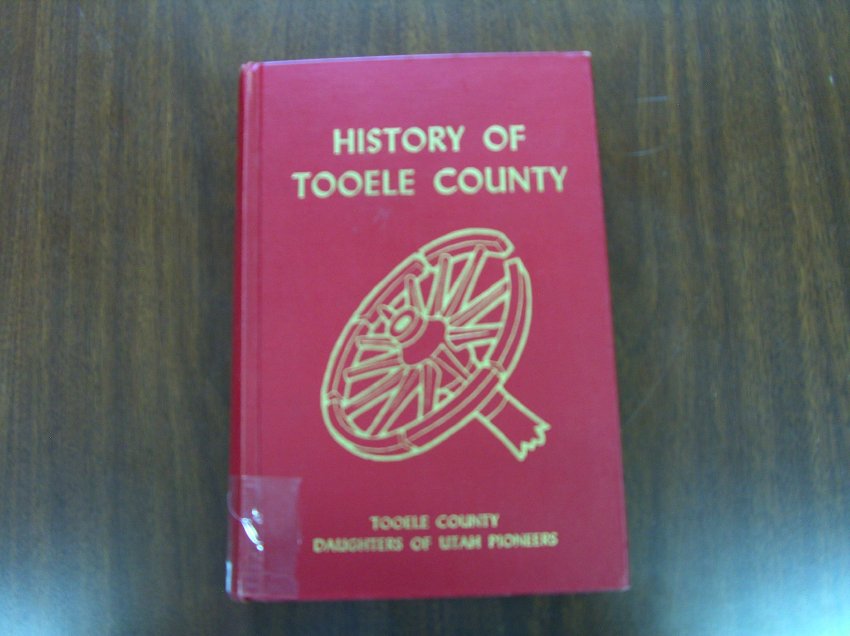 HISTORY OF
TOOELE COUNTY
TOOELE COUNTY
DAUGHTERS OF UTAH PIONEERS